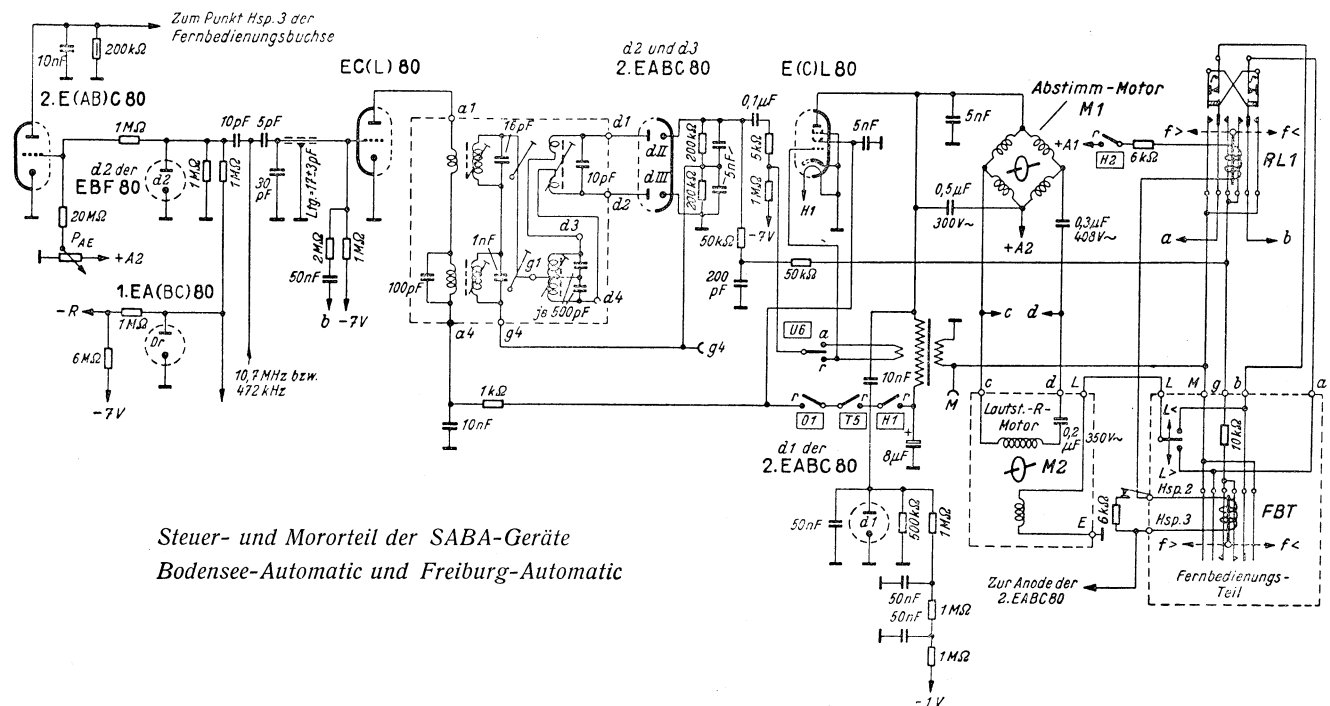 Zum Punkt Hsp. 3 der
Fernbedienungsbuchse
10nF
200kΩ
2.E(AB)C 80
1MΩ
10pF
5pF
d2 der
EBF 80
d2
1MΩ
1MΩ
30
pF
Ltg.=17±3pF
20MΩ
PAE
+A2
2MΩ
1MΩ
50nF
b
-7V
1.EA(BC)80
-R
1MΩ
Dr
6MΩ
-7V
10,7 MHz bzw.
472 kHz
EC(L) 80
a1
16pF
d1
10pF
d2
d3
1nF
g1
100pF
je 500pF
d4
a4
g4
g4
1kΩ
10nF
d2 und d3
2.EABC 80
dII
dIII
200kΩ
200kΩ
5nF
0,1µF
5kΩ
1MΩ
-7V
50kΩ
50kΩ
200
pF
E(C)L 80
H1
5nF
5nF
0,5µF
300V~
Abstimm-Motor
M1
+A2
0,3µF
408V~
+A1
r
H2
6kΩ
f>
f<
RL1
a
b
c
d
U6
a
r
10nF
M
r
O1
r
T5
r
H1
8µF
+
d1 der
2.EABC 80
50nF
d1
500kΩ
1MΩ
50nF
50nF
1MΩ
1MΩ
-1V
c
d
L
Lautst.-R-
Motor
0,2
µF
350V~
M2
E
L
M
g
b
a
L<
L>
10kΩ
Hsp.2
6kΩ
Hsp.3
FBT
f>
f<
Fernbedienungs-
Teil
Zur Anode der
2.EABC80
Steuer- und Mororteil der SABA-Geräte
Bodensee-Automatic und Freiburg-Automatic